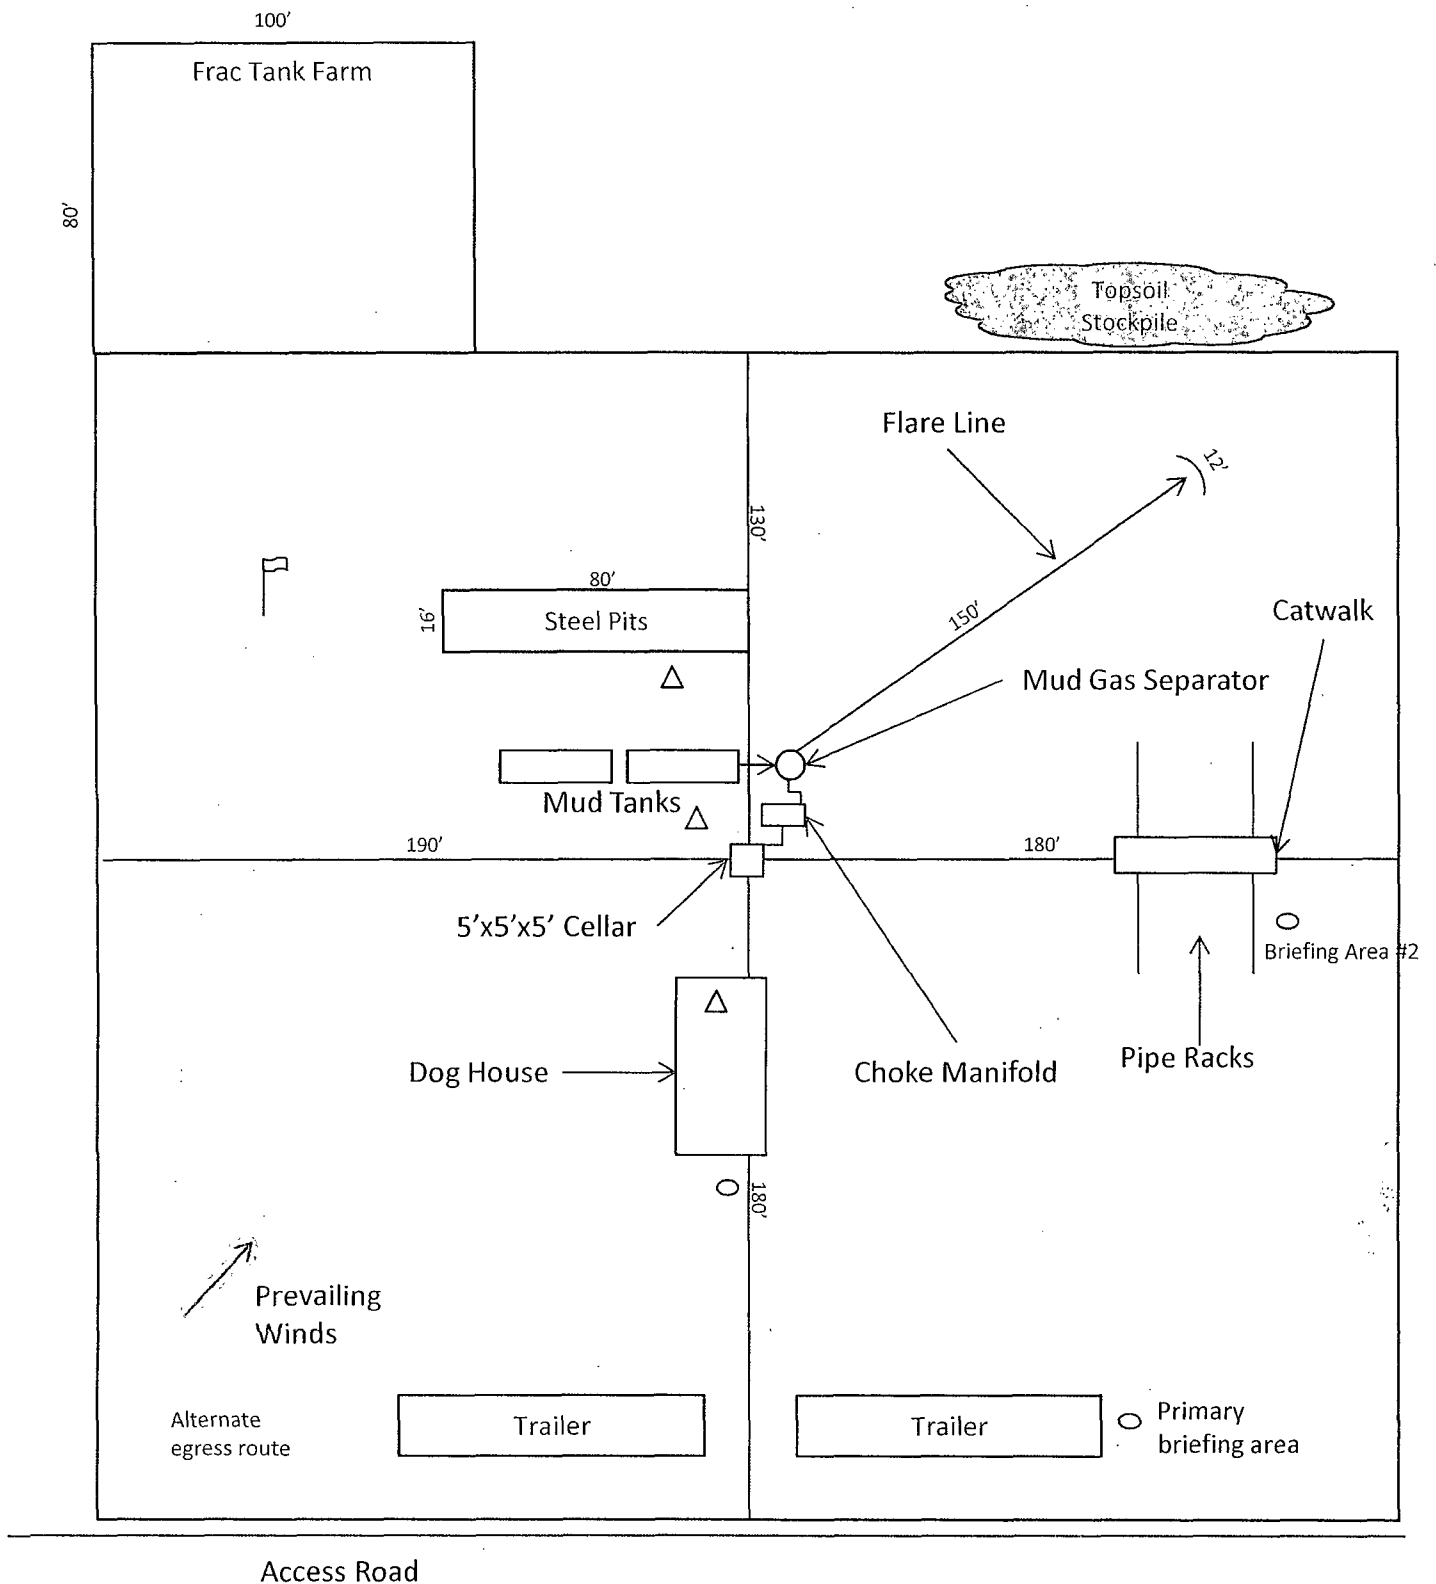 100’
Frac Tank Farm
80’
Topsoil
Stockpile
Flare Line
12’
130’
80’
16’
Steel Pits
150’
Catwalk
Mud Gas Separator
Mud Tanks
190’
180’
5’x5’x5’ Cellar
Briefing Area #2
Dog House
Choke Manifold
Pipe Racks
180’
Prevailing
Winds
Alternate
egress route
Trailer
Trailer
Primary
briefing area
Access Road